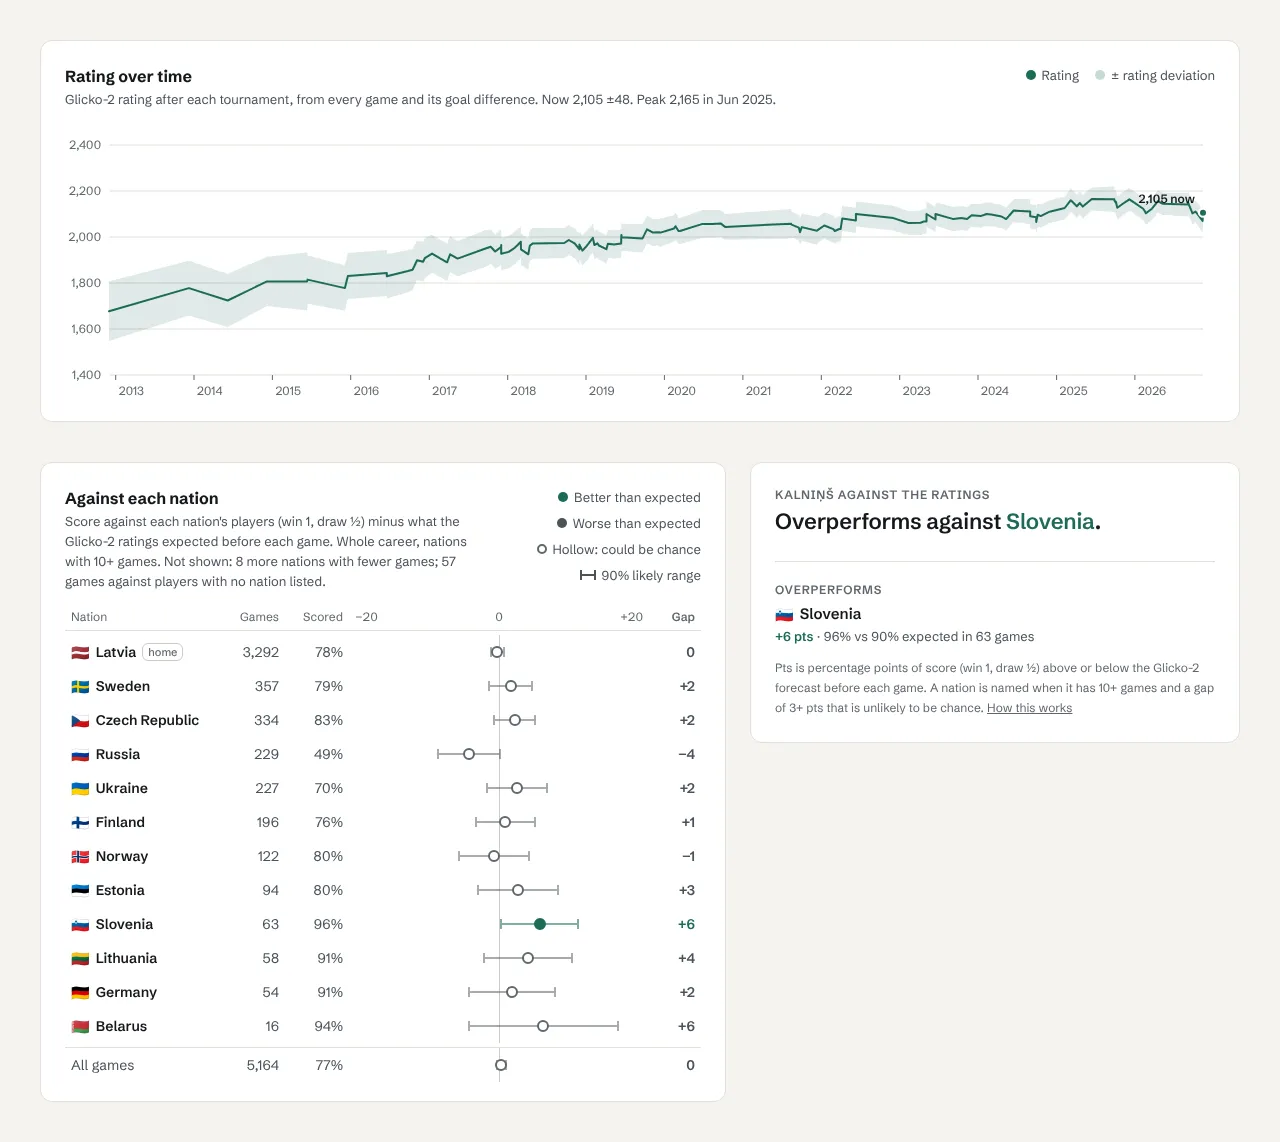 Rating over time
Rating
± rating deviation
Glicko-2 rating after each tournament, from every game and its goal difference. Now 2,105 ±48. Peak 2,165 in Jun 2025.
2,400
2,200
2,105 now
2,000
1,800
1,600
1,400
2013 2014 2015 2016 2017 2018 2019 2020 2021 2022 2023 2024 2025 2026
Against each nation
Score against each nation's players (win 1, draw ½) minus what the
Glicko-2 ratings expected before each game. Whole career, nations
with 10+ games. Not shown: 8 more nations with fewer games; 57
games against players with no nation listed.
Better than expected
Worse than expected
Hollow: could be chance
90% likely range
Nation Games Scored −20 0 +20 Gap
Latvia home 3,292 78% 0
Sweden 357 79% +2
Czech Republic 334 83% +2
Russia 229 49% −4
Ukraine 227 70% +2
Finland 196 76% +1
Norway 122 80% −1
Estonia 94 80% +3
Slovenia 63 96% +6
Lithuania 58 91% +4
Germany 54 91% +2
Belarus 16 94% +6
All games 5,164 77% 0
KALNIŅŠ AGAINST THE RATINGS
Overperforms against Slovenia.
OVERPERFORMS
Slovenia
+6 pts · 96% vs 90% expected in 63 games
Pts is percentage points of score (win 1, draw ½) above or below the Glicko-2
forecast before each game. A nation is named when it has 10+ games and a gap
of 3+ pts that is unlikely to be chance. How this works